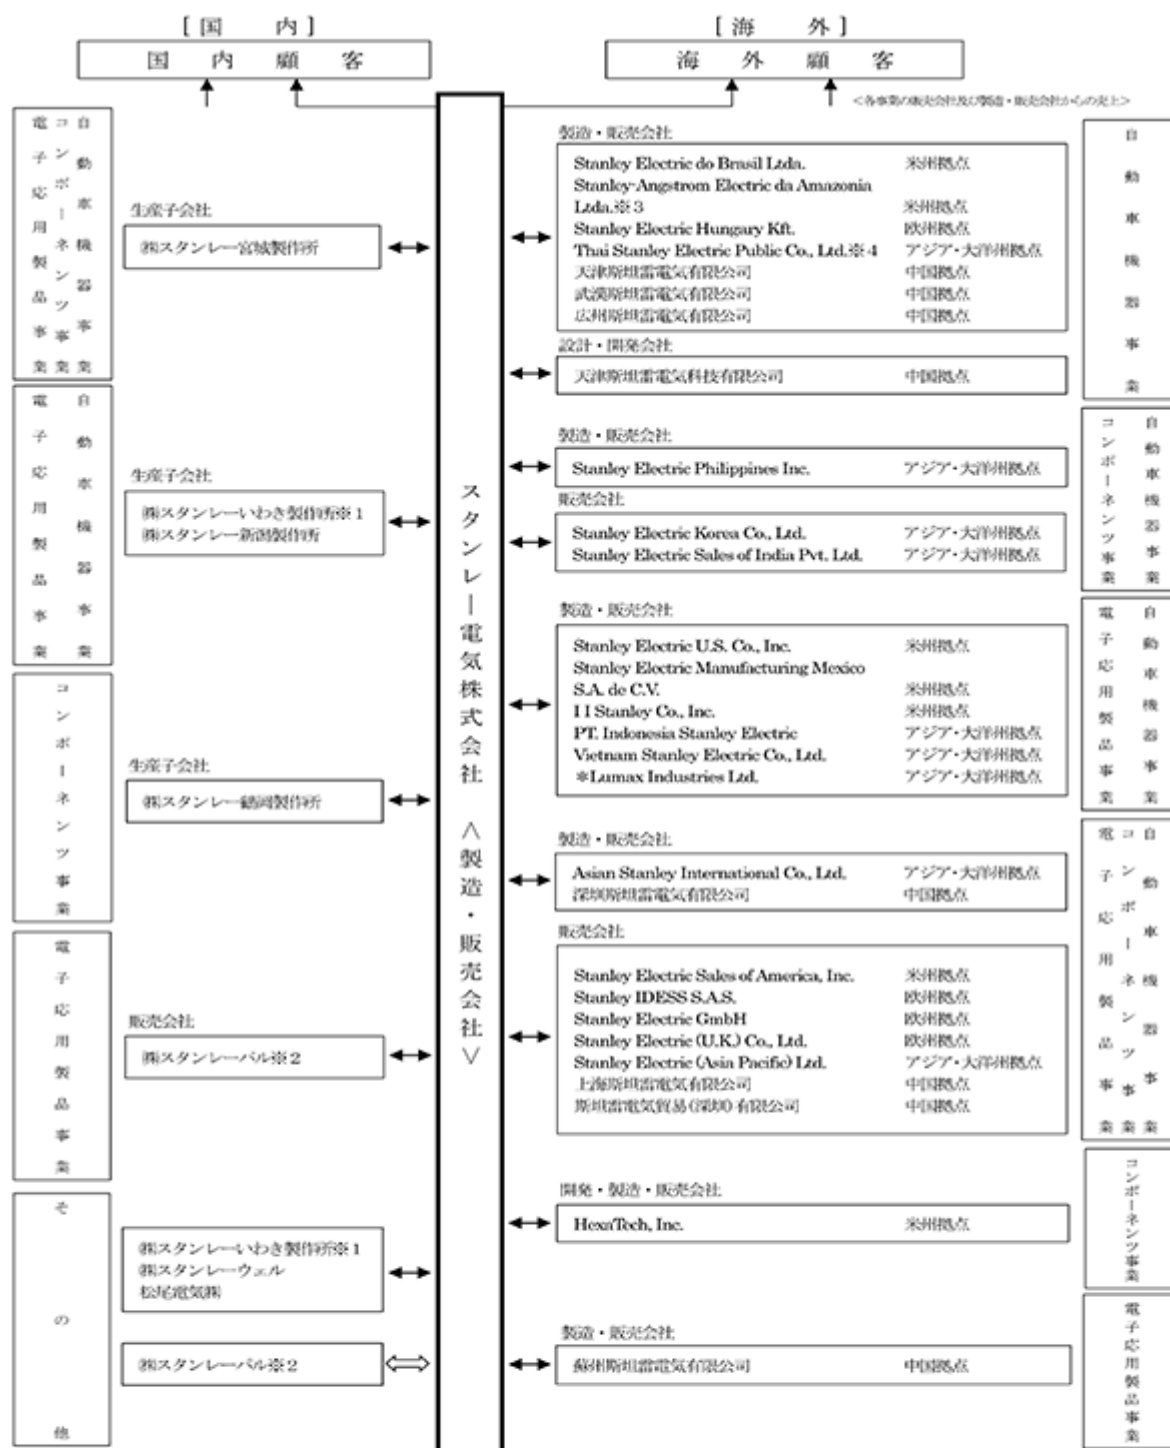 [国 内]
国 内 顧 客
[海 外]
海 外 顧 客
<各事業の販売会社及び製造・販売会社からの売上>
自動車機器事業
コンポーネンツ事業
電子応用製品事業
生産子会社
㈱スタンレー宮城製作所
自動車機器事業
電子応用製品事業
生産子会社
㈱スタンレーいわき製作所※1
㈱スタンレー新潟製作所
コンポーネンツ事業
生産子会社
㈱スタンレー鶴岡製作所
電子応用製品事業
販売会社
㈱スタンレーパル※2
その他
㈱スタンレーいわき製作所※1
㈱スタンレーウェル
松尾電気㈱
㈱スタンレーパル※2
スタンレー電気株式会社 <製造・販売会社>
製造・販売会社
Stanley Electric do Brasil Ltda. 米州拠点
Stanley-Angstrom Electric da Amazonia
Ltda.※3 米州拠点
Stanley Electric Hungary Kft. 欧州拠点
Thai Stanley Electric Public Co., Ltd.※4 アジア・大洋州拠点
天津斯坦雷電気有限公司 中国拠点
武漢斯坦雷電気有限公司 中国拠点
広州斯坦雷電気有限公司 中国拠点
設計・開発会社
天津斯坦雷電気科技有限公司 中国拠点
自動車機器事業
製造・販売会社
Stanley Electric Philippines Inc. アジア・大洋州拠点
販売会社
Stanley Electric Korea Co., Ltd. アジア・大洋州拠点
Stanley Electric Sales of India Pvt. Ltd. アジア・大洋州拠点
自動車機器事業
コンポーネンツ事業
製造・販売会社
Stanley Electric U.S. Co., Inc. 米州拠点
Stanley Electric Manufacturing Mexico
S.A. de C.V. 米州拠点
I I Stanley Co., Inc. 米州拠点
PT. Indonesia Stanley Electric アジア・大洋州拠点
Vietnam Stanley Electric Co., Ltd. アジア・大洋州拠点
*Lumax Industries Ltd. アジア・大洋州拠点
自動車機器事業
電子応用製品事業
製造・販売会社
Asian Stanley International Co., Ltd. アジア・大洋州拠点
深圳斯坦雷電気有限公司 中国拠点
販売会社
Stanley Electric Sales of America, Inc. 米州拠点
Stanley IDESS S.A.S. 欧州拠点
Stanley Electric GmbH 欧州拠点
Stanley Electric (U.K.) Co., Ltd. 欧州拠点
Stanley Electric (Asia Pacific) Ltd. アジア・大洋州拠点
上海斯坦雷電気有限公司 中国拠点
斯坦雷電気貿易(深圳)有限公司 中国拠点
自動車機器事業
コンポーネンツ事業
電子応用製品事業
開発・製造・販売会社
HexaTech, Inc. 米州拠点
コンポーネンツ事業
製造・販売会社
蘇州斯坦雷電気有限公司 中国拠点
電子応用製品事業